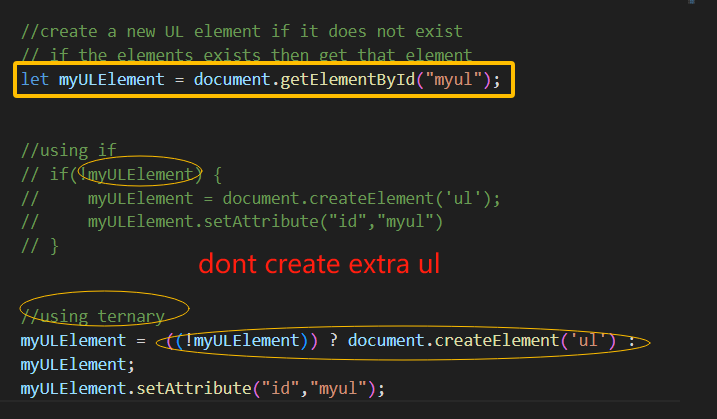 //create a new UL element if it does not exist
// if the elements exists then get that element
let myULElement = document.getElementById("myul");
//using if
// if(!myULElement) {
//     myULElement = document.createElement('ul');
//     myULElement.setAttribute("id","myul")
// }
dont create extra ul
//using ternary
myULElement = ((!myULElement)) ? document.createElement('ul') :
myULElement;
myULElement.setAttribute("id","myul");